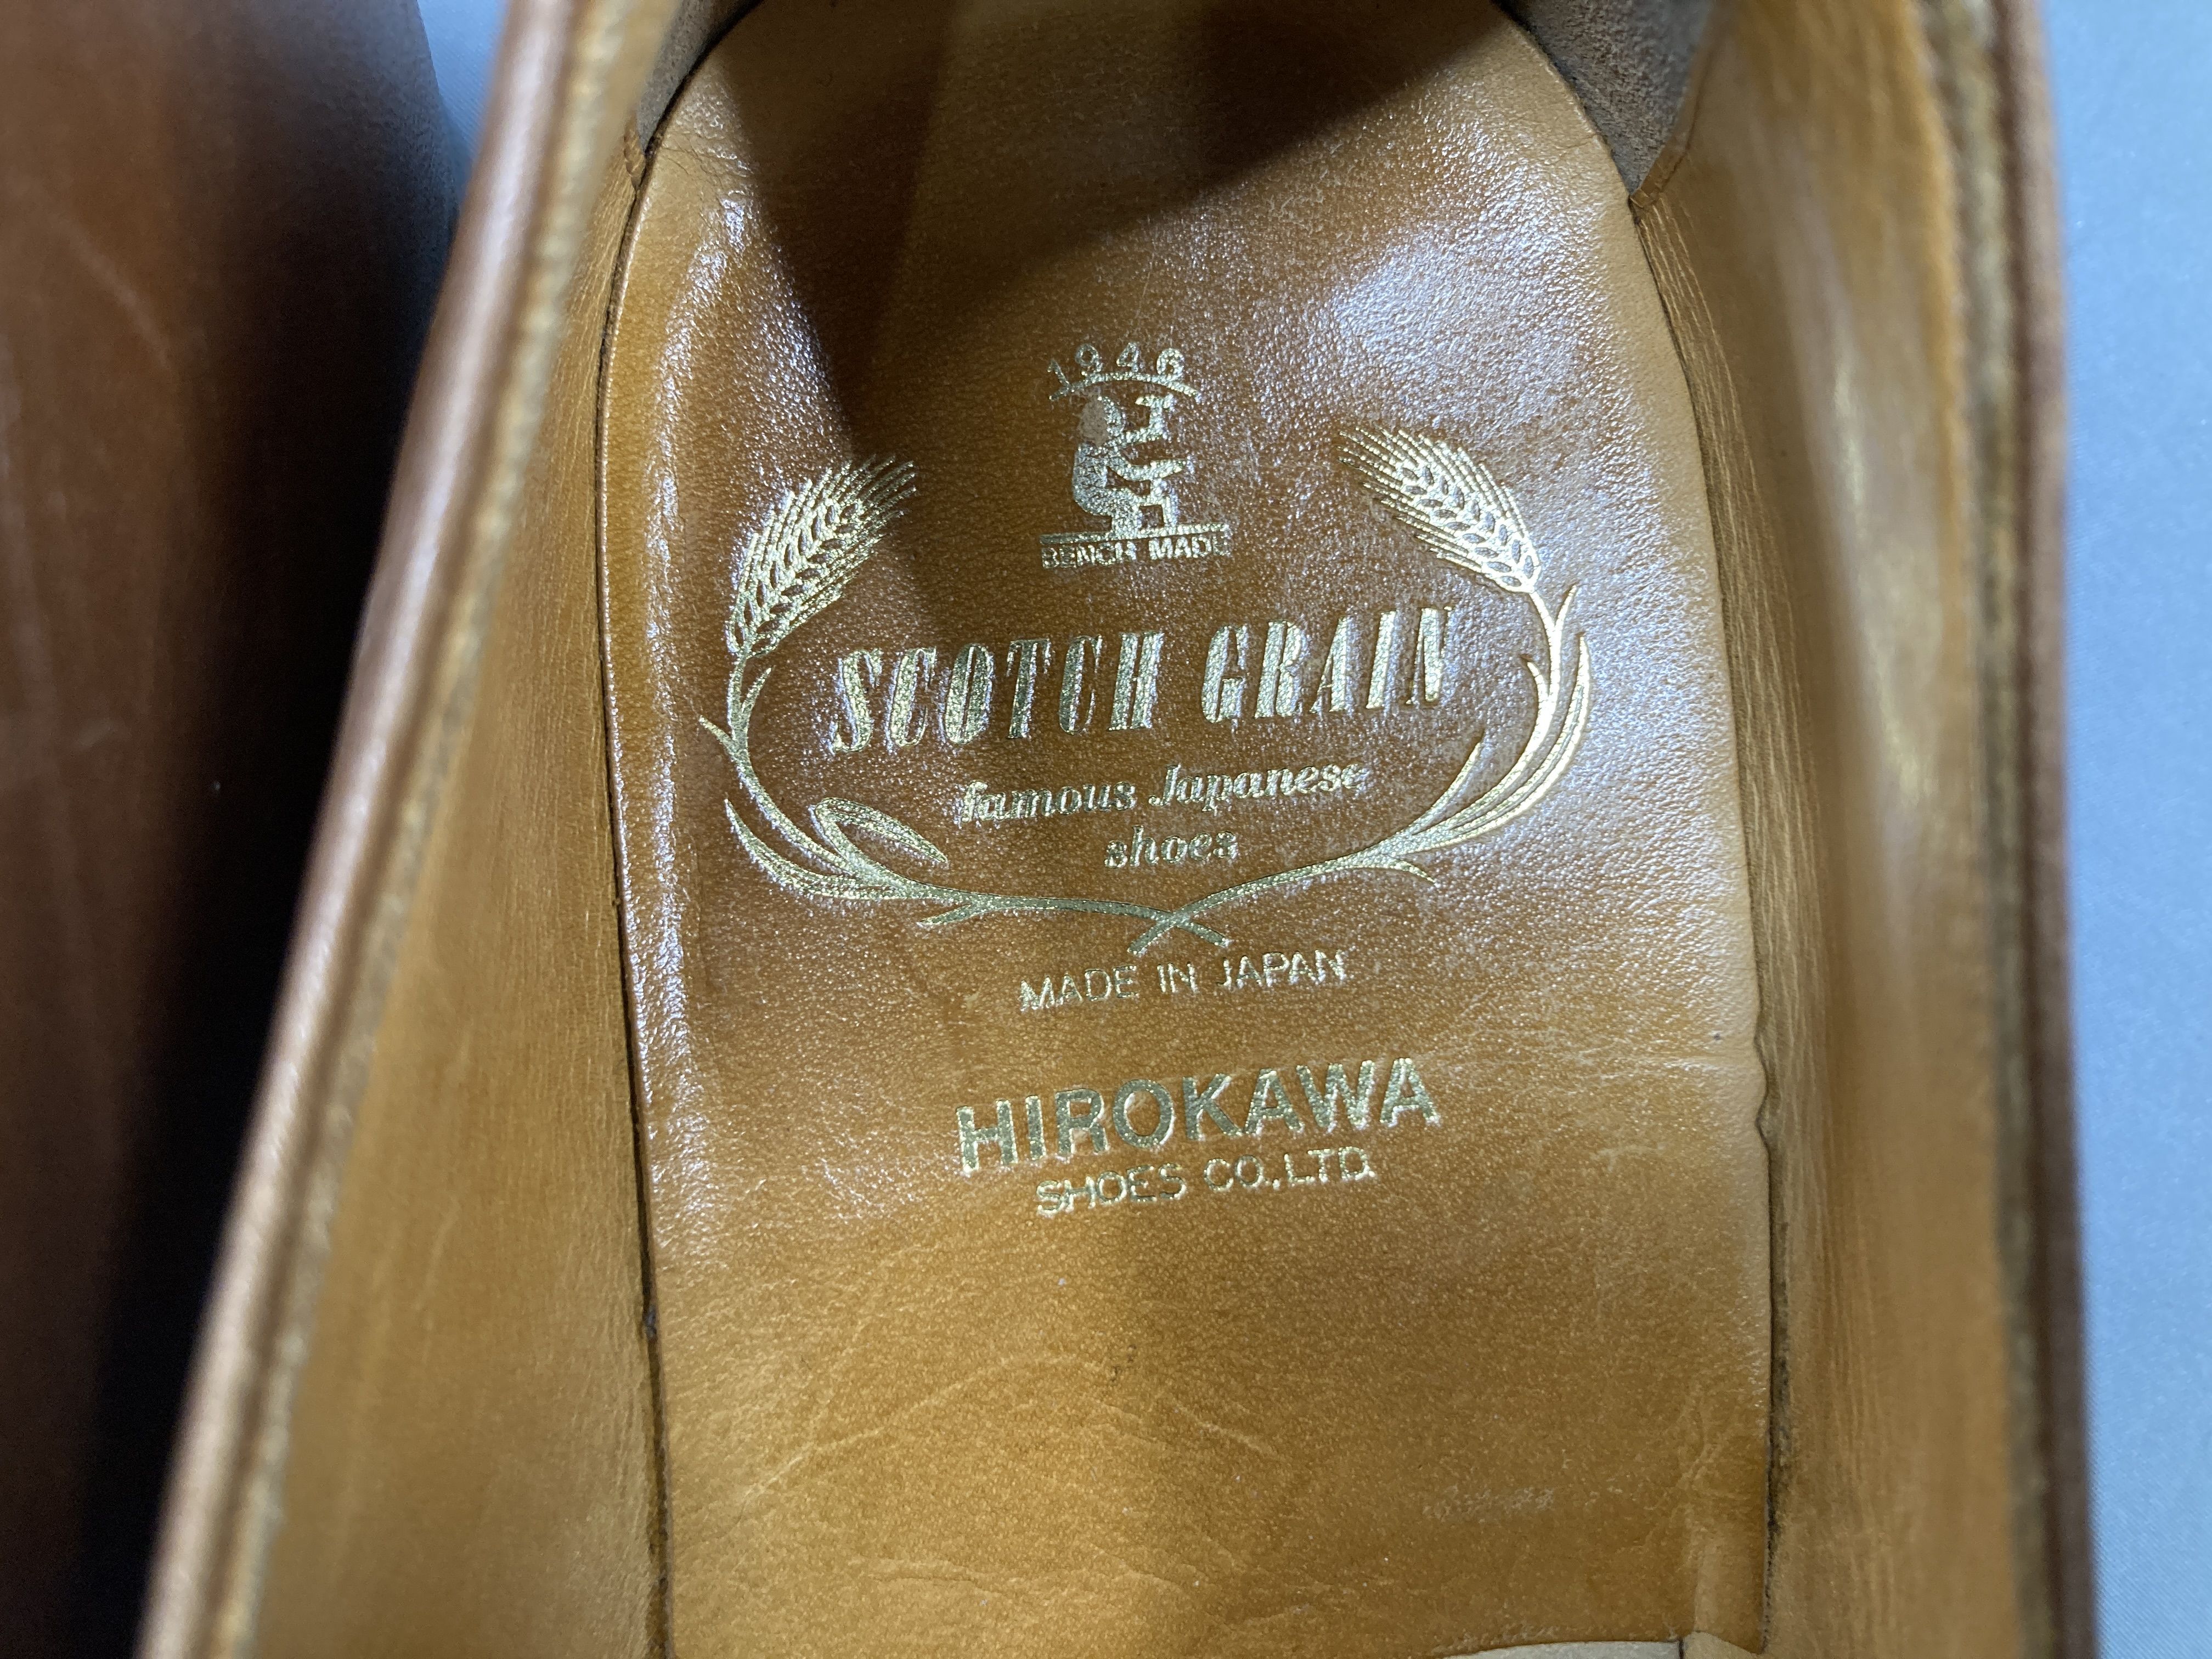 1946
BENCH MADE
SCOTCH GRAIN
famous Japanese
shoes
MADE IN JAPAN
HIROKAWA
SHOES CO.,LTD.